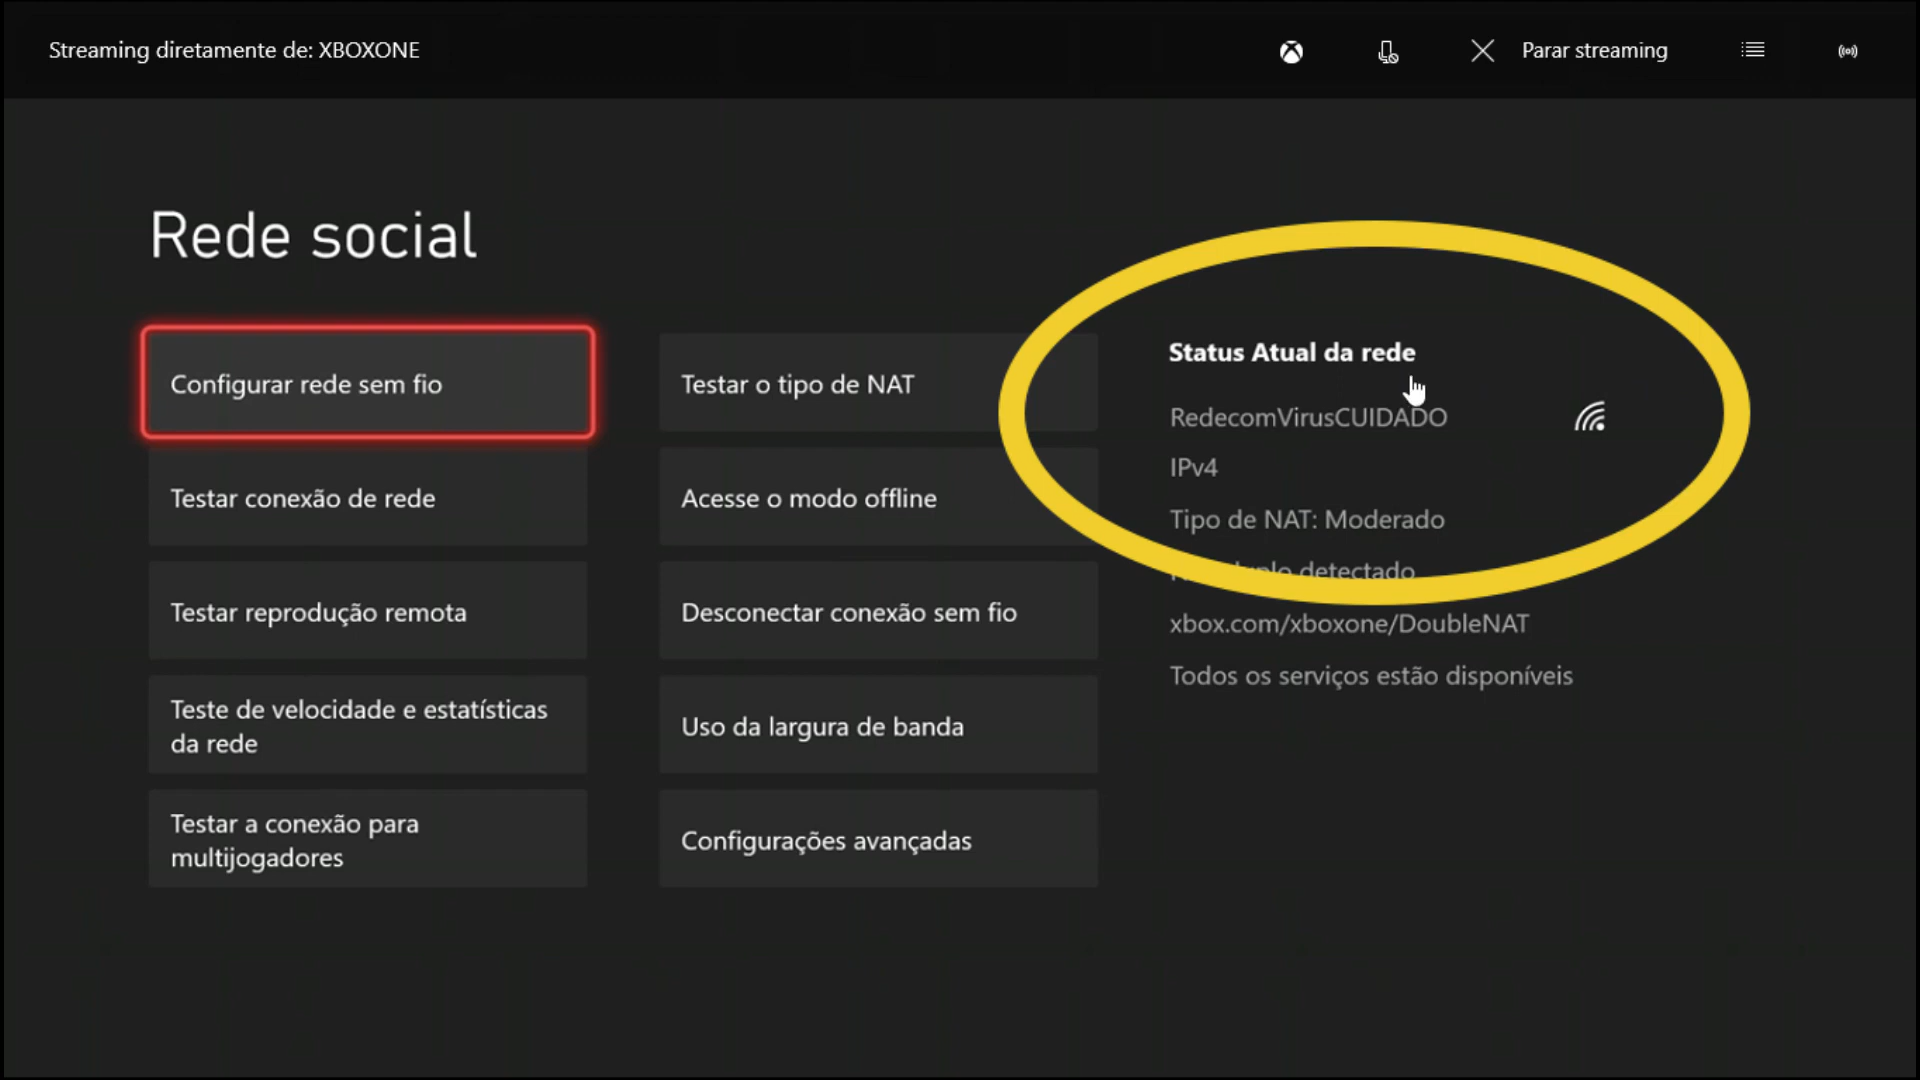 Streaming diretamente de: XBOXONE
Parar streaming
Rede social
Configurar rede sem fio
Testar conexão de rede
Testar reprodução remota
Teste de velocidade e estatísticas
da rede
Testar a conexão para
multijogadores
Testar o tipo de NAT
Acesse o modo offline
Desconectar conexão sem fio
Uso da largura de banda
Configurações avançadas
Status Atual da rede
RedecomVirusCUIDADO
IPv4
Tipo de NAT: Moderado
detectado
xbox.com/xboxone/DoubleNAT
Todos os serviços estão disponíveis